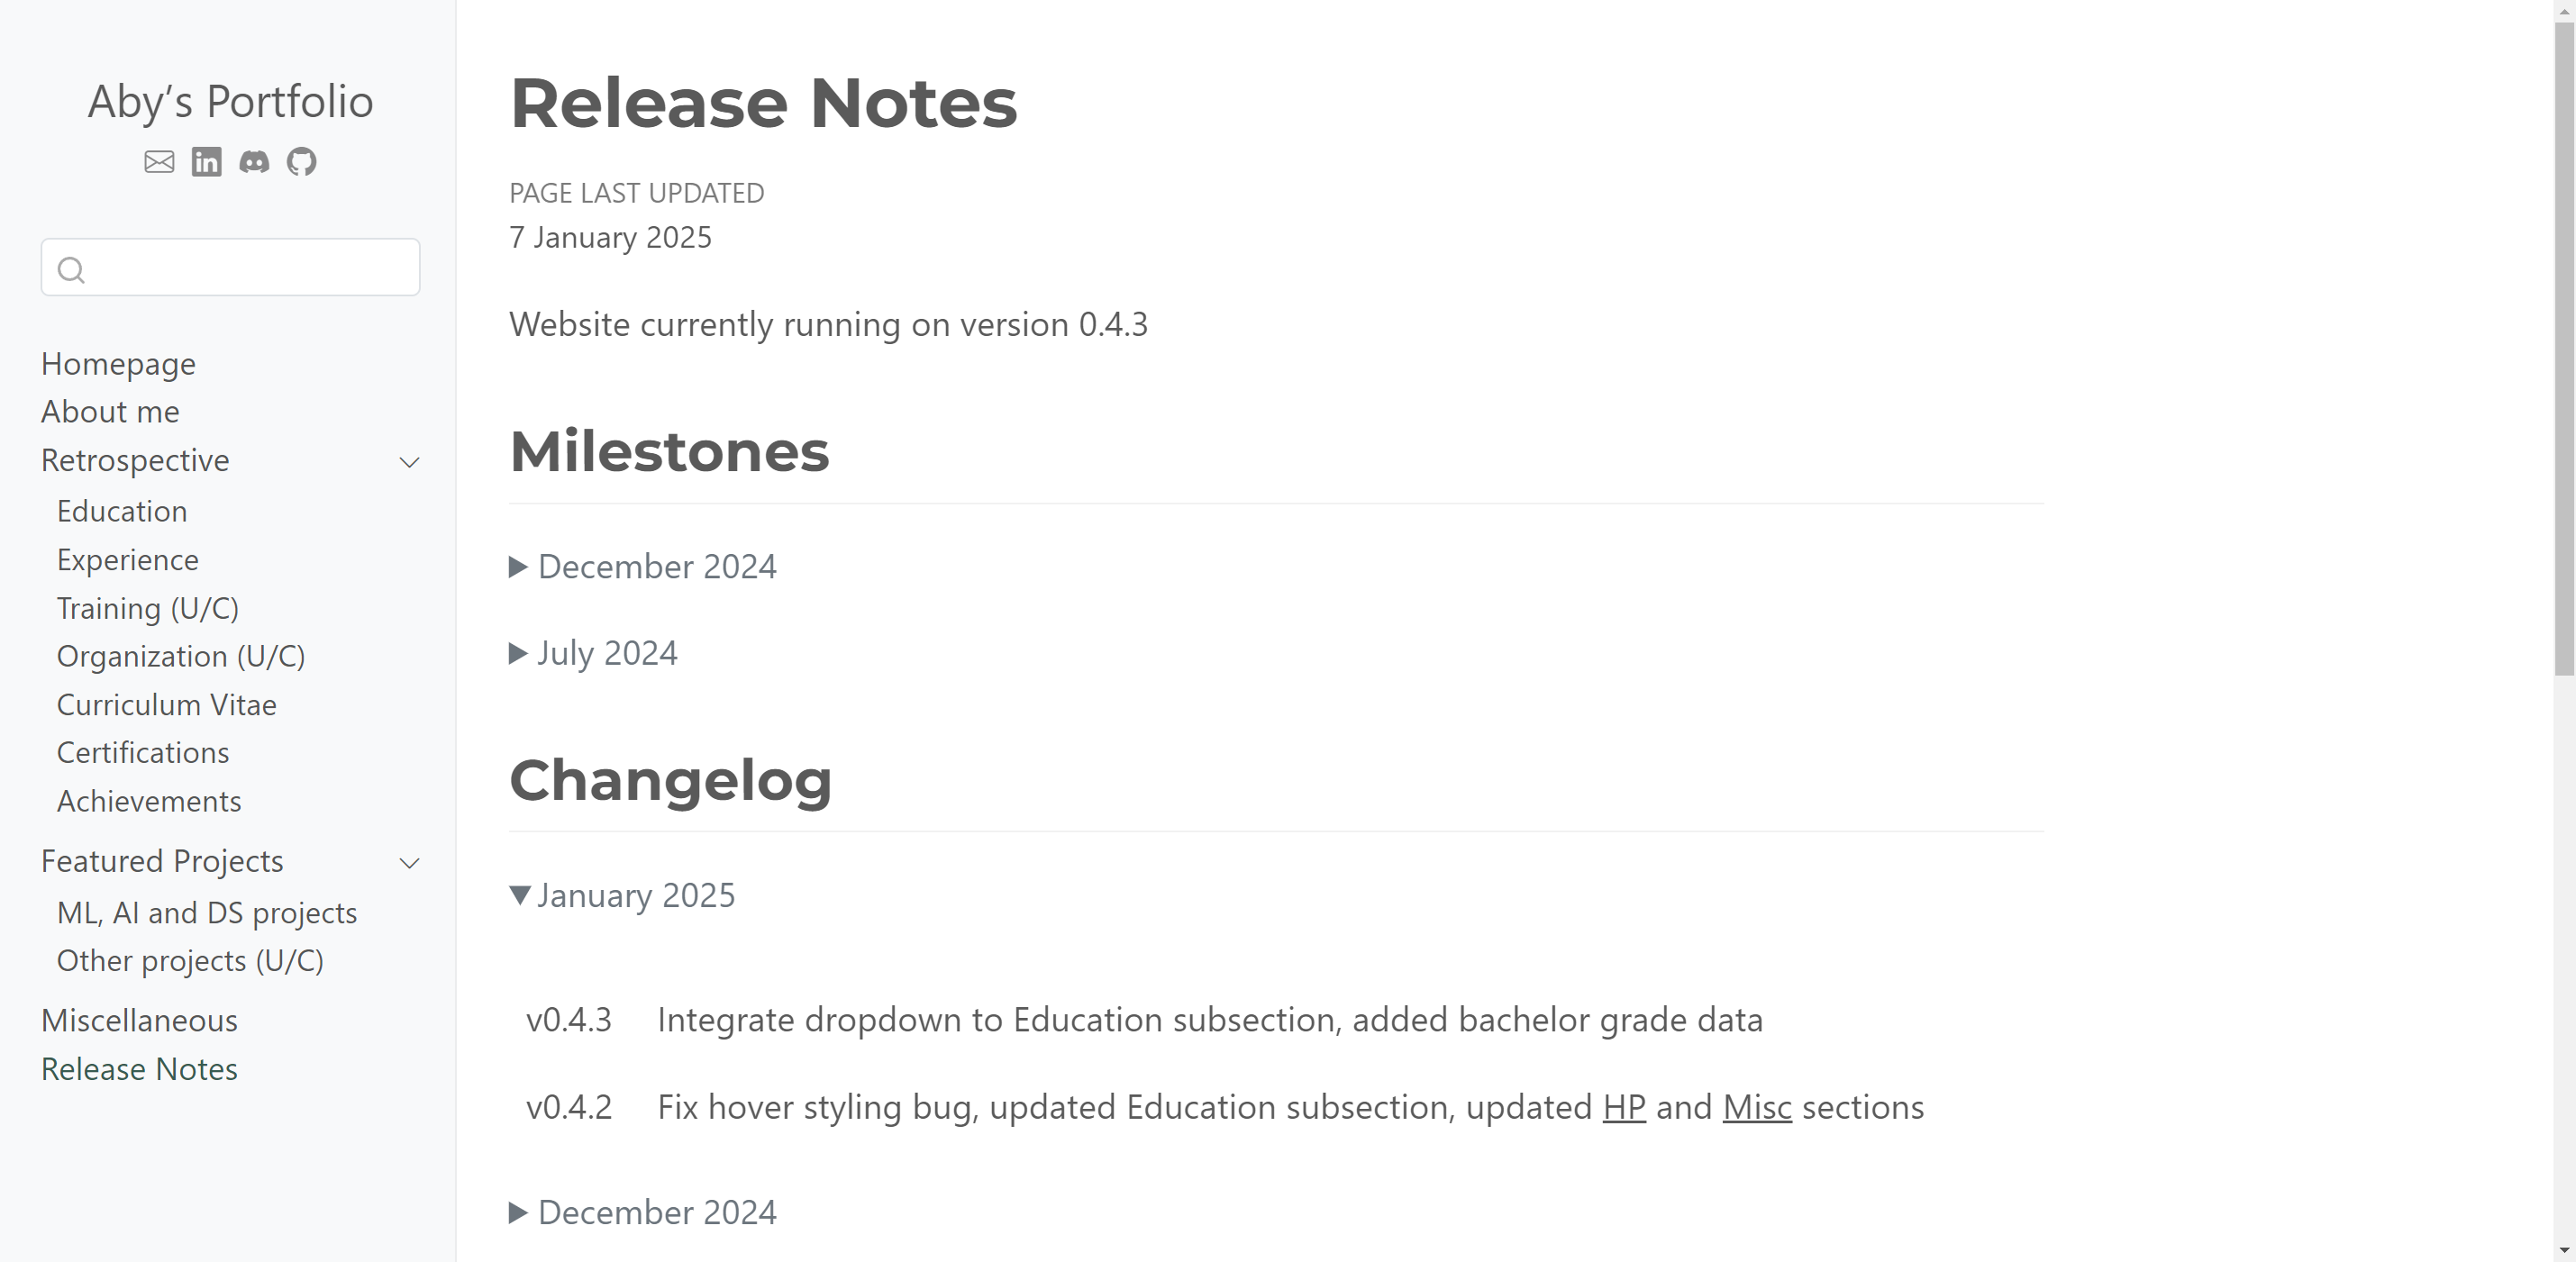 Aby's Portfolio
Homepage
About me
Retrospective
Education
Experience
Training (U/C)
Organization (U/C)
Curriculum Vitae
Certifications
Achievements
Featured Projects
ML, AI and DS projects
Other projects (U/C)
Miscellaneous
Release Notes
Release Notes
PAGE LAST UPDATED
7 January 2025
Website currently running on version 0.4.3
Milestones
December 2024
July 2024
Changelog
January 2025
v0.4.3 Integrate dropdown to Education subsection, added bachelor grade data
v0.4.2 Fix hover styling bug, updated Education subsection, updated HP and Misc sections
December 2024